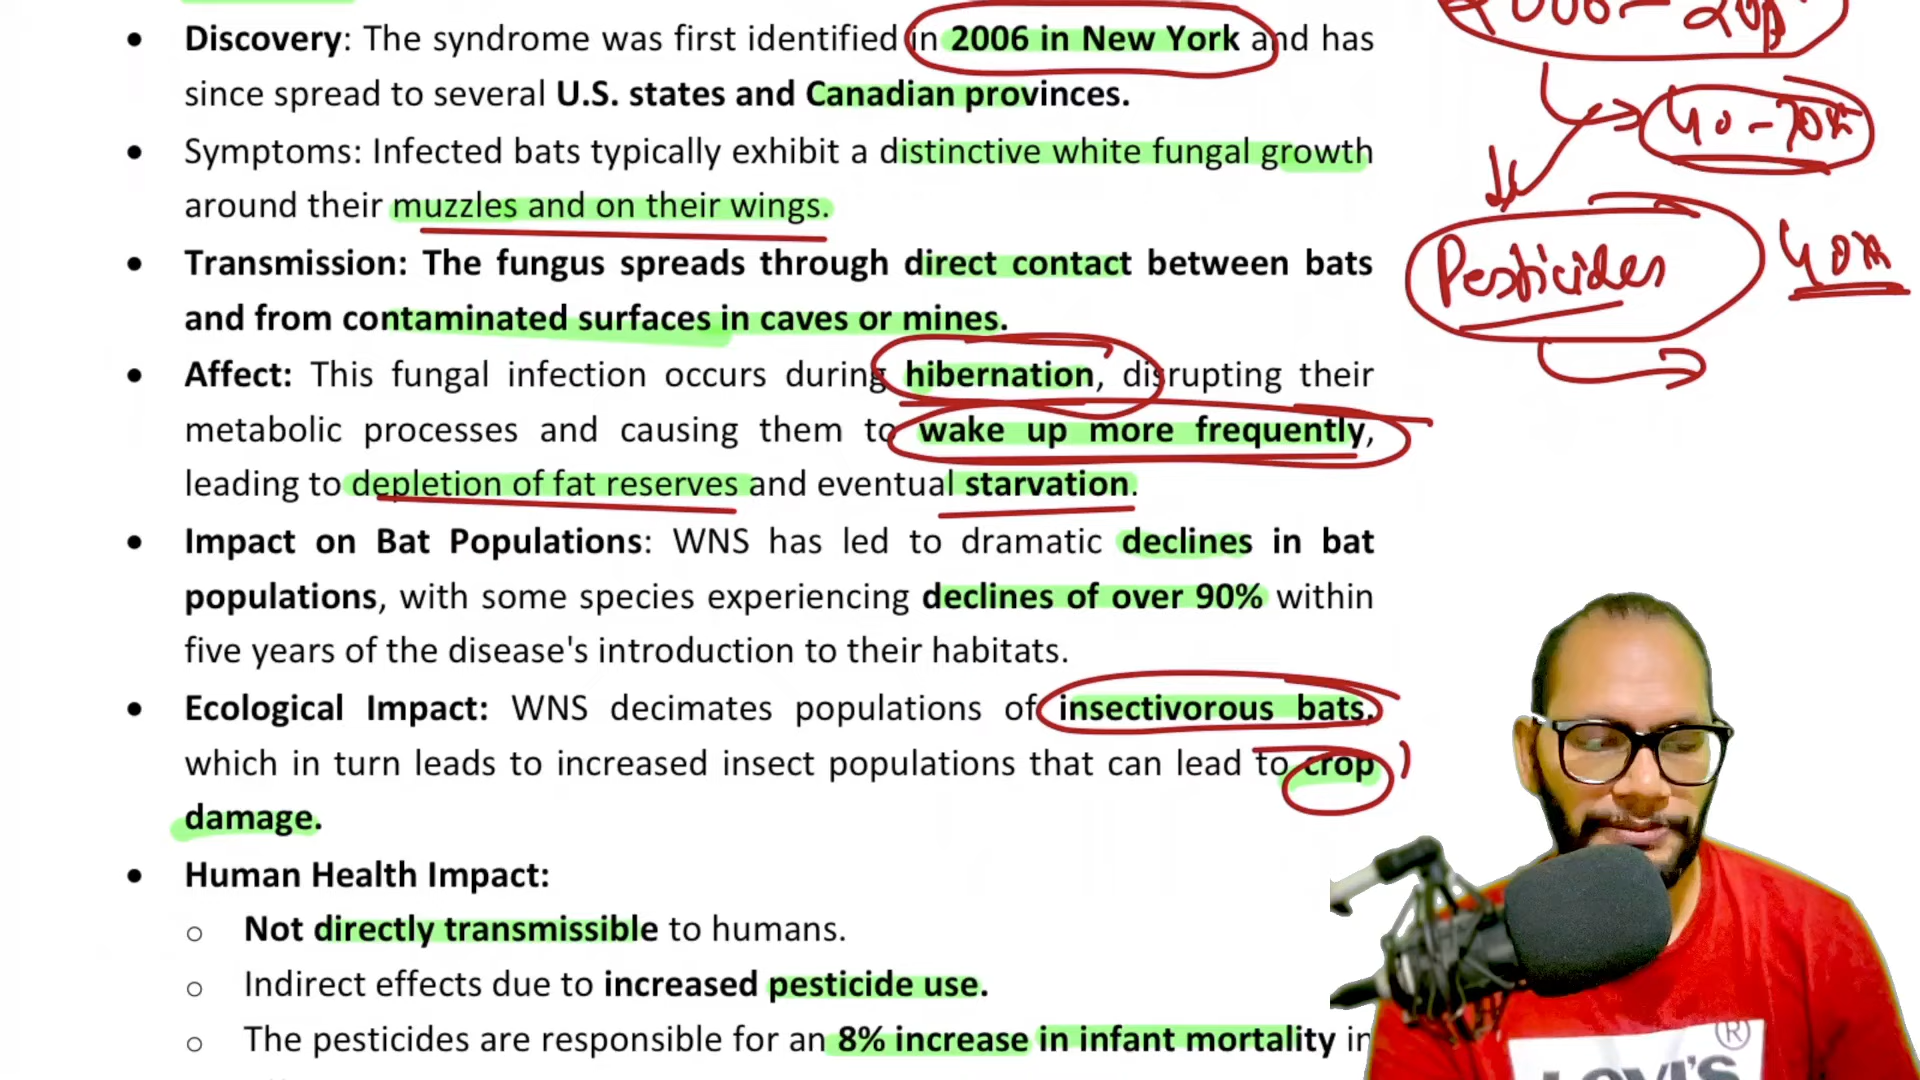 • Discovery: The syndrome was first identified in 2006 in New York and has
since spread to several U.S. states and Canadian provinces.
• Symptoms: Infected bats typically exhibit a distinctive white fungal growth
around their muzzles and on their wings.
• Transmission: The fungus spreads through direct contact between bats
and from contaminated surfaces in caves or mines.
• Affect: This fungal infection occurs during hibernation, disrupting their
metabolic processes and causing them to wake up more frequently,
leading to depletion of fat reserves and eventual starvation.
• Impact on Bat Populations: WNS has led to dramatic declines in bat
populations, with some species experiencing declines of over 90% within
five years of the disease's introduction to their habitats.
• Ecological Impact: WNS decimates populations of insectivorous bats,
which in turn leads to increased insect populations that can lead to crop
damage.
• Human Health Impact:
○ Not directly transmissible to humans.
○ Indirect effects due to increased pesticide use.
○ The pesticides are responsible for an 8% increase in infant mortality in
Pesticides
LEVI'S
®